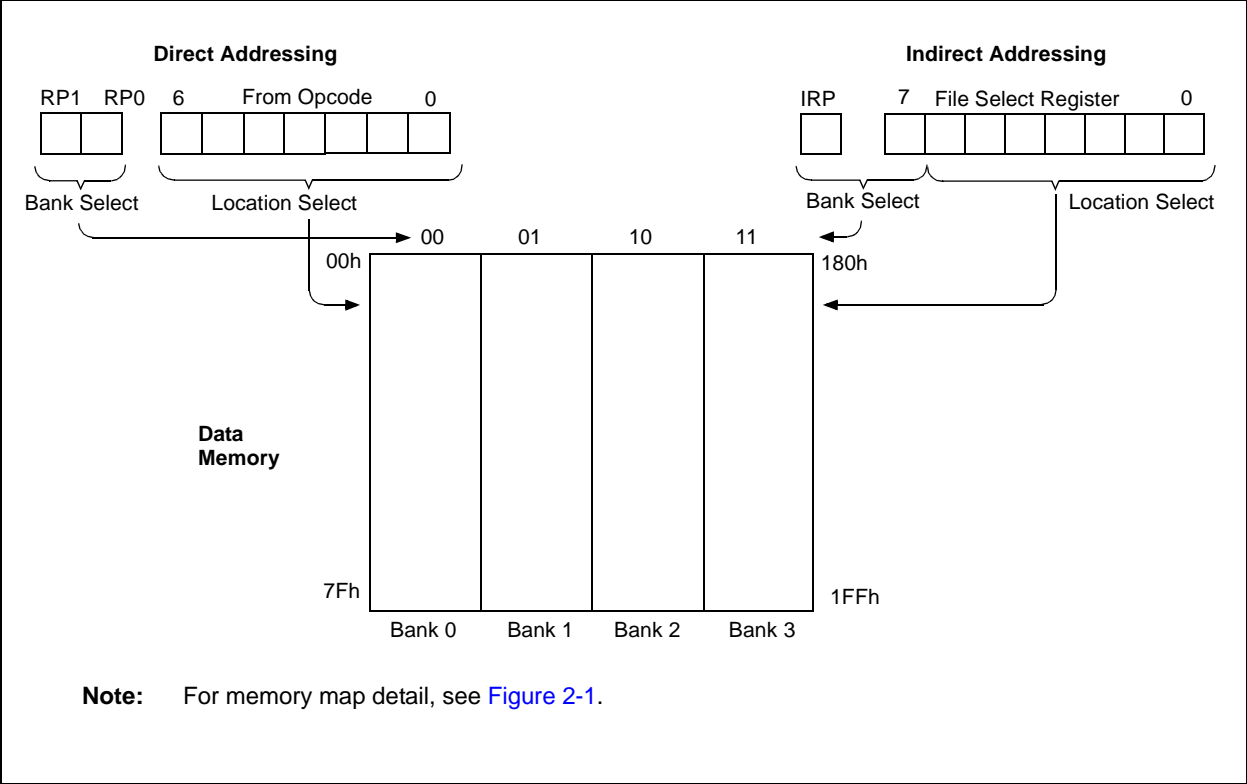 Direct Addressing
Indirect Addressing
RP1 RP0 6 From Opcode 0
IRP 7 File Select Register 0
Bank Select
Location Select
Bank Select
Location Select
00 01 10 11
00h
180h
Data
Memory
7Fh
1FFh
Bank 0 Bank 1 Bank 2 Bank 3
Note: For memory map detail, see Figure 2-1.